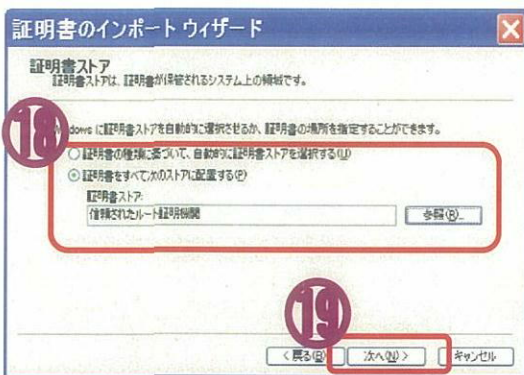 証明書のインポート ウィザード
証明書ストア
証明書ストアは、証明書が保管されるシステム上の領域です。
Windows に証明書ストアを自動的に選択させるか、証明書の場所を指定することができます。
18
証明書の種類に基づいて、自動的に証明書ストアを選択する(U)
証明書をすべて次のストアに配置する(P)
証明書ストア:
信頼されたルート証明機関
参照(R)...
19
< 戻る(B)
次へ(N) >
キャンセル